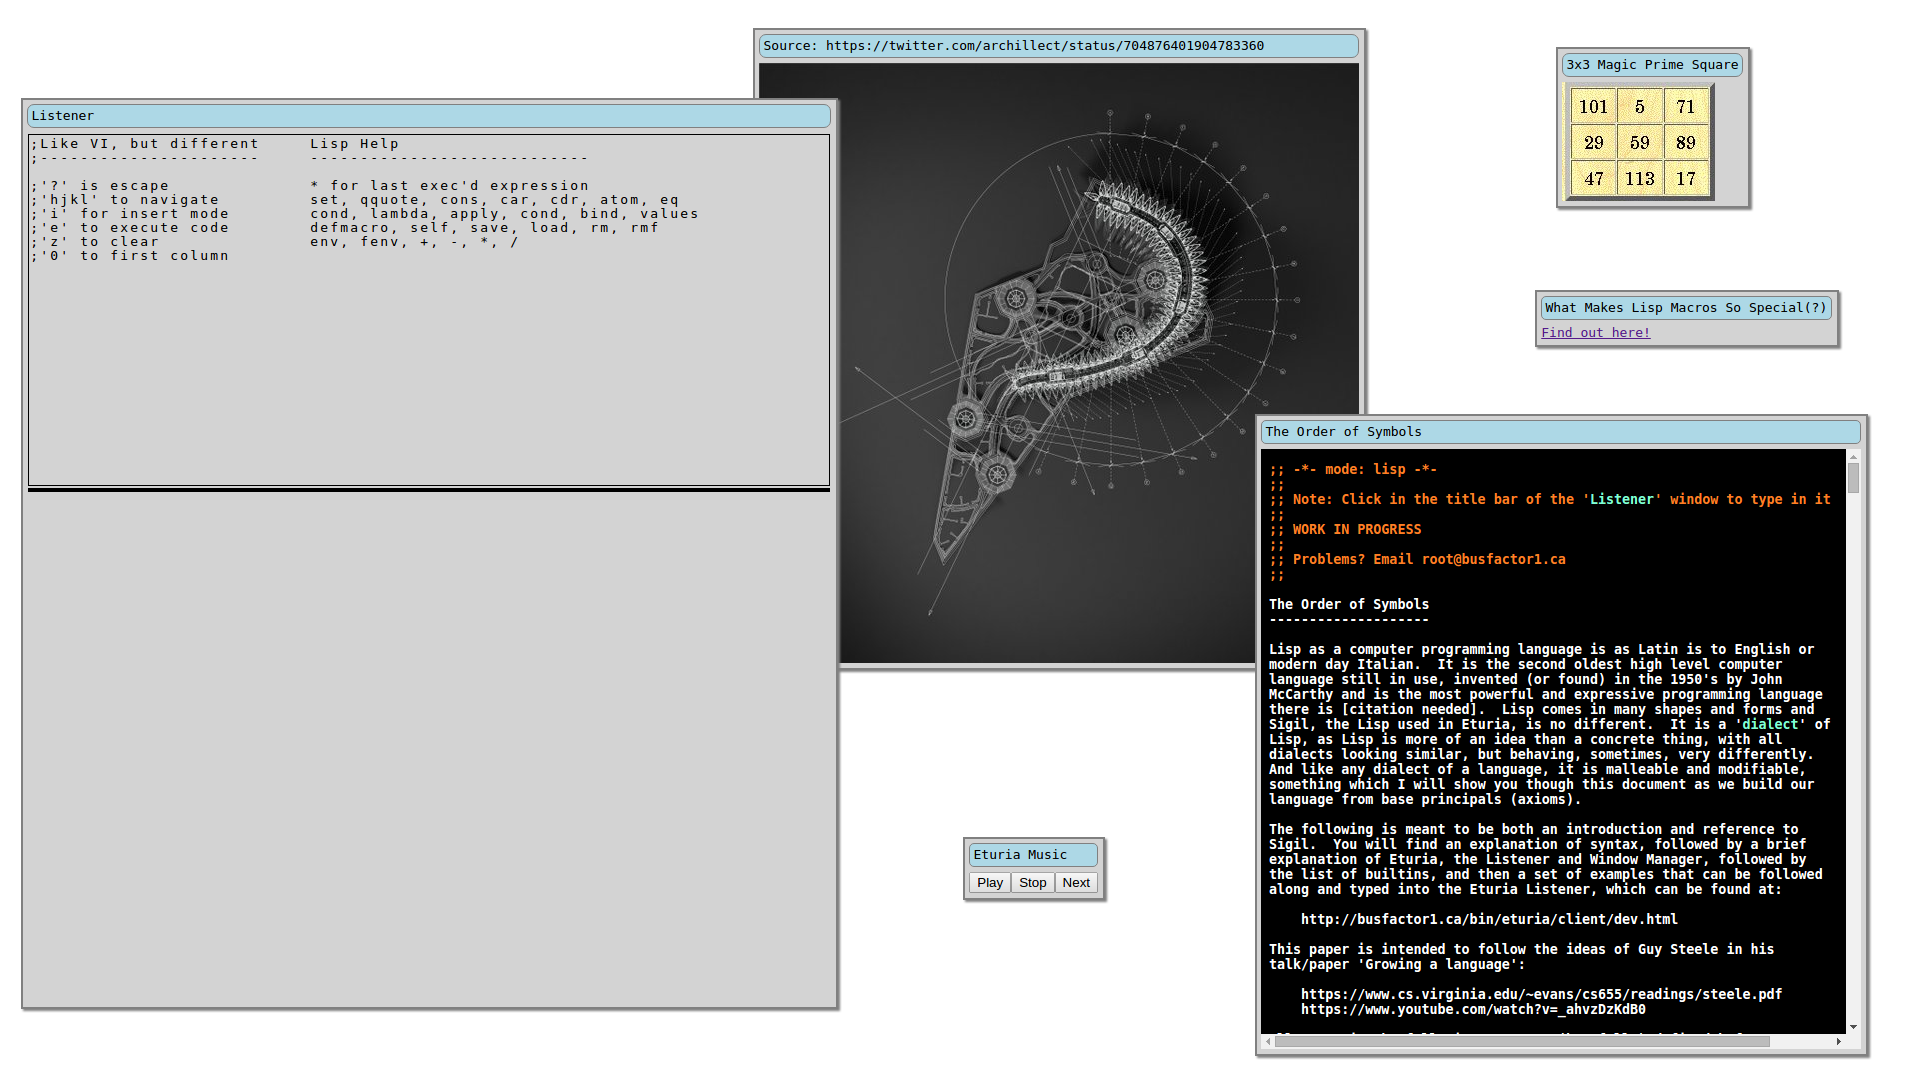 Source: https://twitter.com/archillect/status/704876401904783360
3x3 Magic Prime Square
101 5 71
29 59 89
47 113 17
Listener
;Like VI, but different Lisp Help
;---------------------- ----------------------------
;'?' is escape * for last exec'd expression
;'hjkl' to navigate set, qquote, cons, car, cdr, atom, eq
;'i' for insert mode cond, lambda, apply, cond, bind, values
;'e' to execute code defmacro, self, save, load, rm, rmf
;'z' to clear env, fenv, +, -, *, /
;'0' to first column
What Makes Lisp Macros So Special(?)
Find out here!
The Order of Symbols
;; -*- mode: lisp -*-
;;
;; Note: Click in the title bar of the 'Listener' window to type in it
;;
;; WORK IN PROGRESS
;;
;; Problems? Email root@busfactor1.ca
;;
The Order of Symbols
--------------------
Lisp as a computer programming language is as Latin is to English or
modern day Italian.  It is the second oldest high level computer
language still in use, invented (or found) in the 1950's by John
McCarthy and is the most powerful and expressive programming language
there is [citation needed].  Lisp comes in many shapes and forms and
Sigil, the Lisp used in Eturia, is no different.  It is a 'dialect' of
Lisp, as Lisp is more of an idea than a concrete thing, with all
dialects looking similar, but behaving, sometimes, very differently.
And like any dialect of a language, it is malleable and modifiable,
something which I will show you though this document as we build our
language from base principals (axioms).
The following is meant to be both an introduction and reference to
Sigil.  You will find an explanation of syntax, followed by a brief
explanation of Eturia, the Listener and Window Manager, followed by
the list of builtins, and then a set of examples that can be followed
along and typed into the Eturia Listener, which can be found at:
http://busfactor1.ca/bin/eturia/client/dev.html
This paper is intended to follow the ideas of Guy Steele in his
talk/paper 'Growing a language':
https://www.cs.virginia.edu/~evans/cs655/readings/steele.pdf
https://www.youtube.com/watch?v=_ahvzDzKdB0
Eturia Music
Play Stop Next